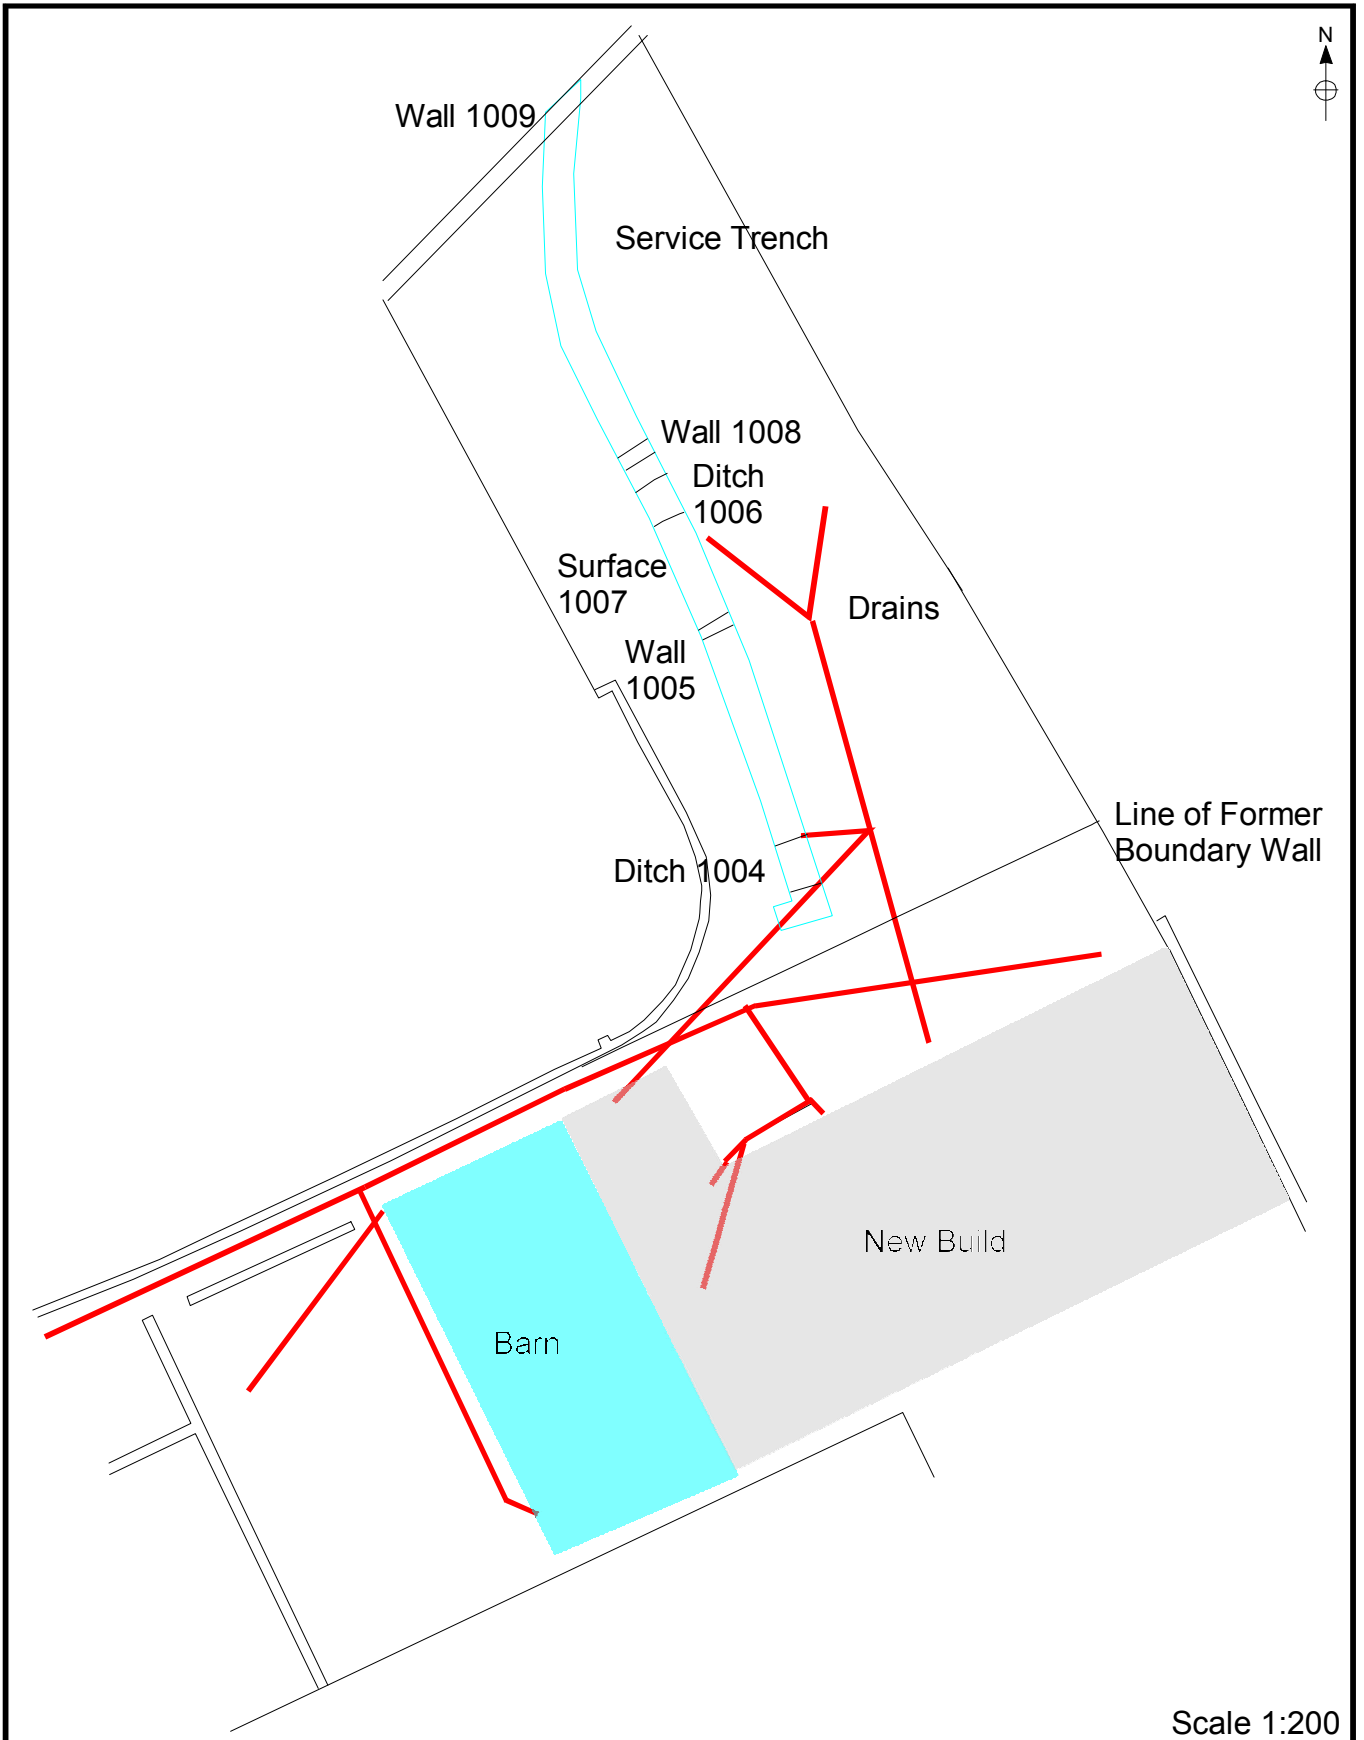 N
Wall 1009
Service Trench
Wall 1008
Ditch
1006
Surface
1007
Drains
Wall
1005
Line of Former
Boundary Wall
Ditch 1004
New Build
Barn
Scale 1:200